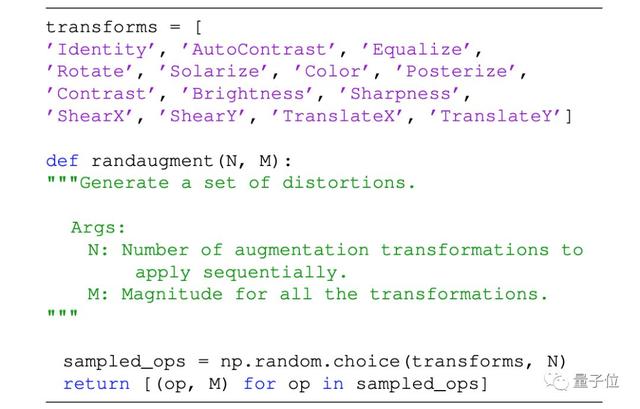 transforms = [
’Identity’, ’AutoContrast’, ’Equalize’,
’Rotate’, ’Solarize’, ’Color’, ’Posterize’,
’Contrast’, ’Brightness’, ’Sharpness’,
’ShearX’, ’ShearY’, ’TranslateX’, ’TranslateY’]
def randaugment(N, M):
"""Generate a set of distortions.
Args:
N: Number of augmentation transformations to
apply sequentially.
M: Magnitude for all the transformations.
"""
sampled_ops = np.random.choice(transforms, N)
return [(op, M) for op in sampled_ops]
量子位